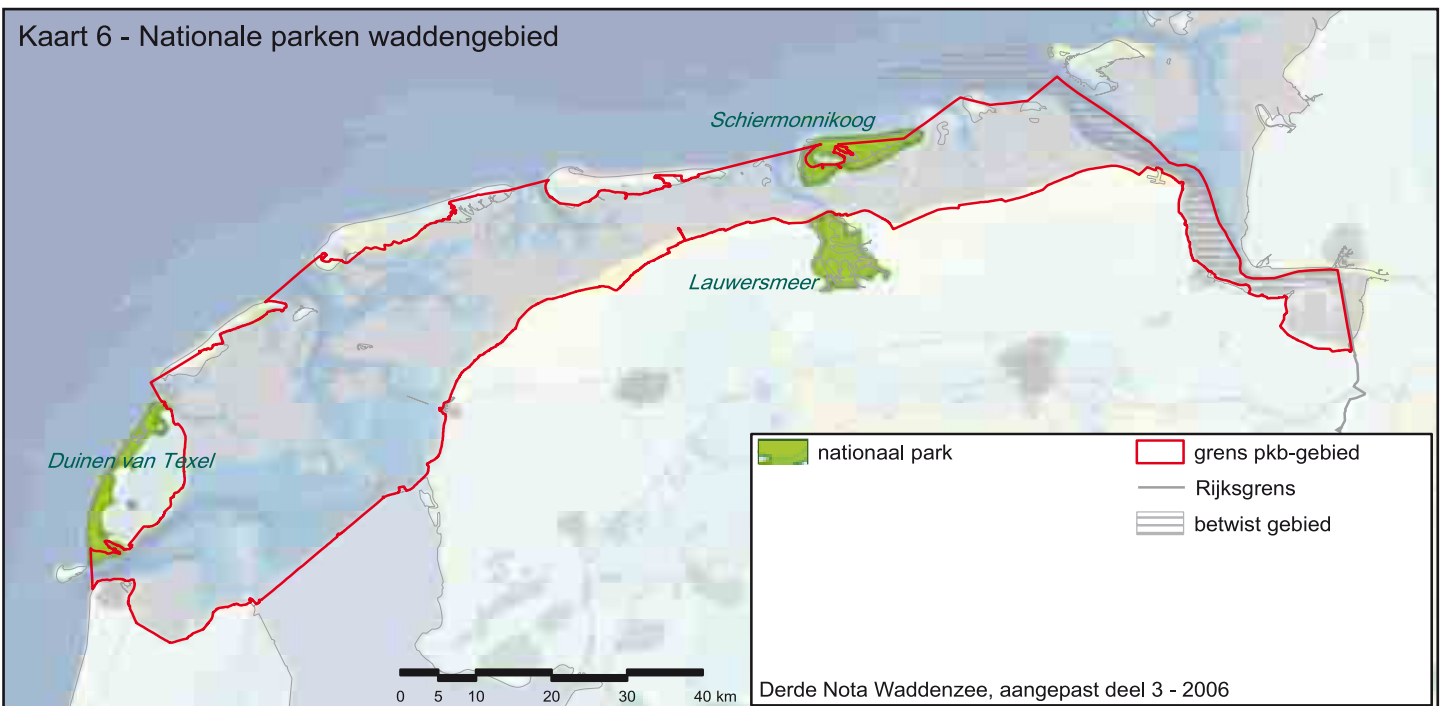 Kaart 6 - Nationale parken waddengebied
Schiermonnikoog
Lauwersmeer
Duinen van Texel
nationaal park
grens pkb-gebied
Rijksgrens
betwist gebied
0 5 10 20 30 40 km
Derde Nota Waddenzee, aangepast deel 3 - 2006